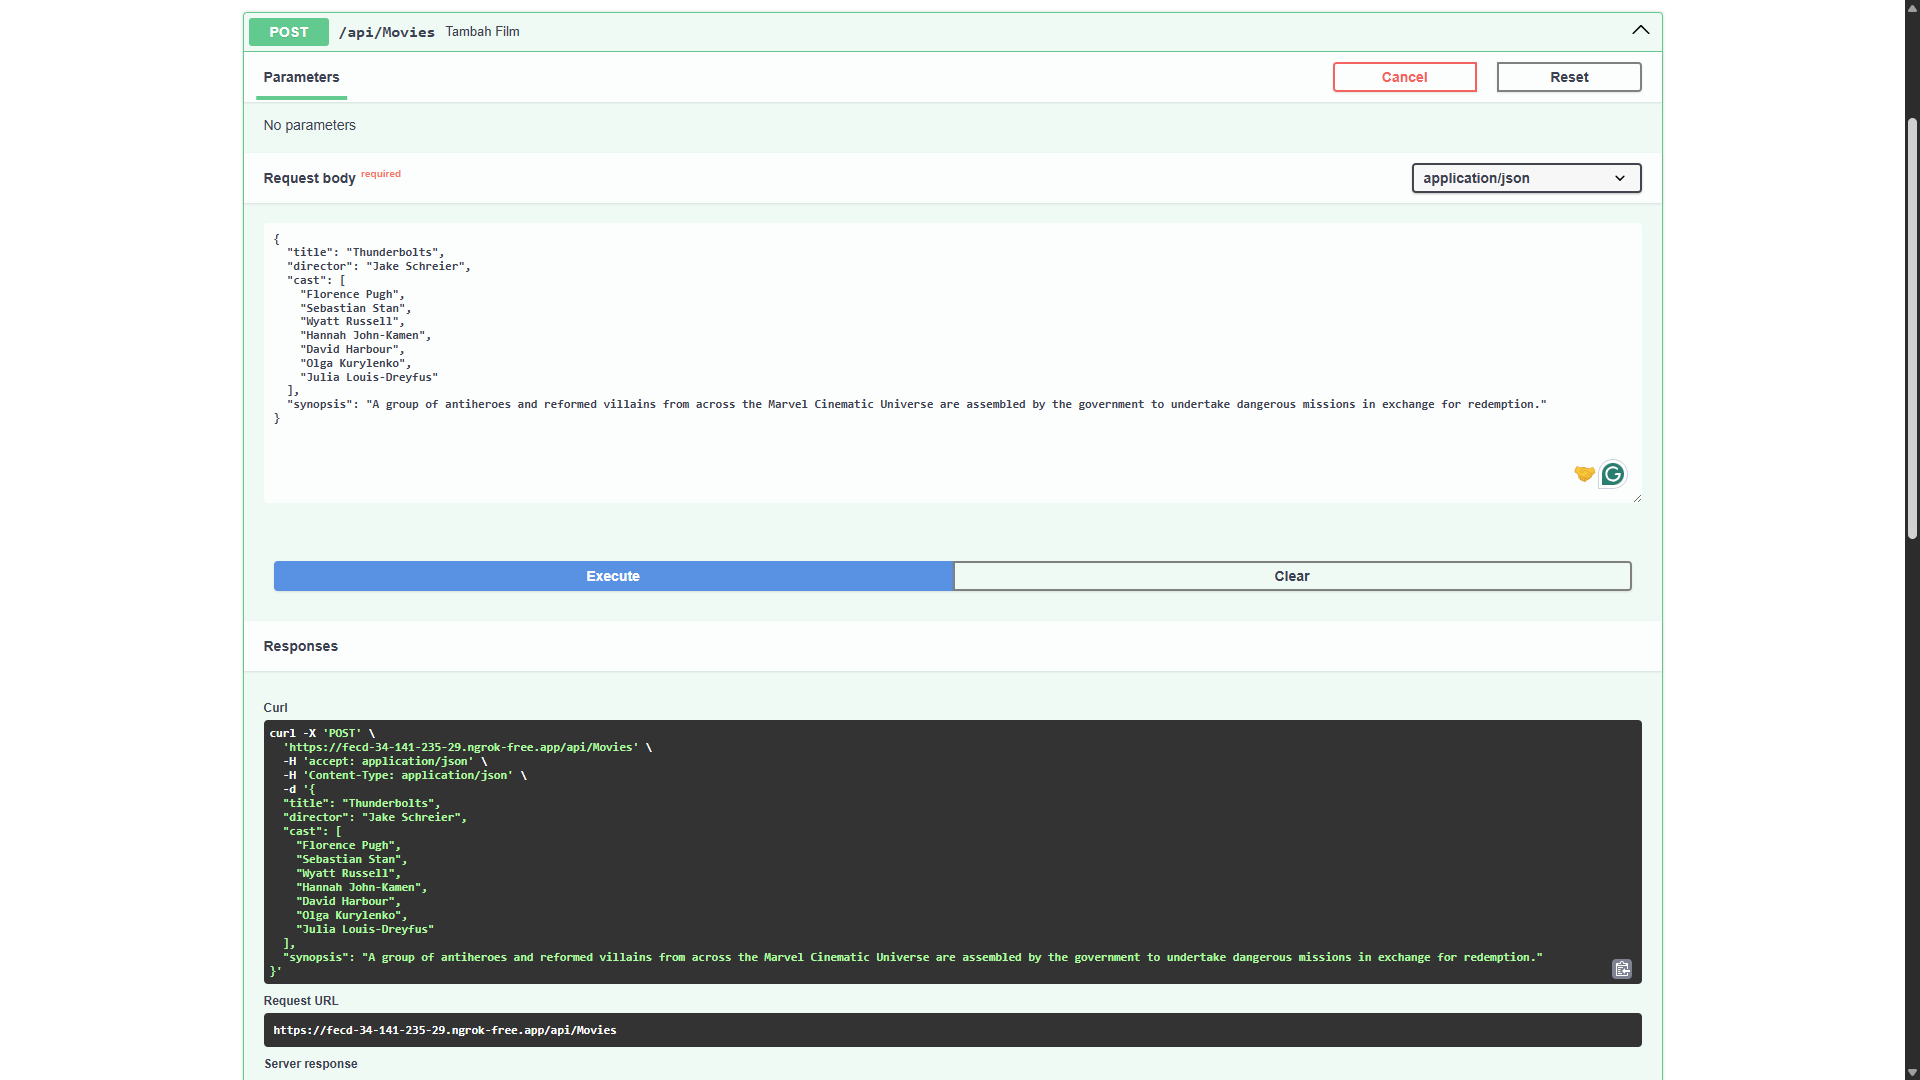 POST /api/Movies Tambah Film
Parameters
Cancel
Reset
No parameters
Request body required
application/json
{
  "title": "Thunderbolts",
  "director": "Jake Schreier",
  "cast": [
    "Florence Pugh",
    "Sebastian Stan",
    "Wyatt Russell",
    "Hannah John-Kamen",
    "David Harbour",
    "Olga Kurylenko",
    "Julia Louis-Dreyfus"
  ],
  "synopsis": "A group of antiheroes and reformed villains from across the Marvel Cinematic Universe are assembled by the government to undertake dangerous missions in exchange for redemption."
}
Execute
Clear
Responses
Curl
curl -X 'POST' \
  'https://fecd-34-141-235-29.ngrok-free.app/api/Movies' \
  -H 'accept: application/json' \
  -H 'Content-Type: application/json' \
  -d '{
  "title": "Thunderbolts",
  "director": "Jake Schreier",
  "cast": [
    "Florence Pugh",
    "Sebastian Stan",
    "Wyatt Russell",
    "Hannah John-Kamen",
    "David Harbour",
    "Olga Kurylenko",
    "Julia Louis-Dreyfus"
  ],
  "synopsis": "A group of antiheroes and reformed villains from across the Marvel Cinematic Universe are assembled by the government to undertake dangerous missions in exchange for redemption."
}'
Request URL
https://fecd-34-141-235-29.ngrok-free.app/api/Movies
Server response